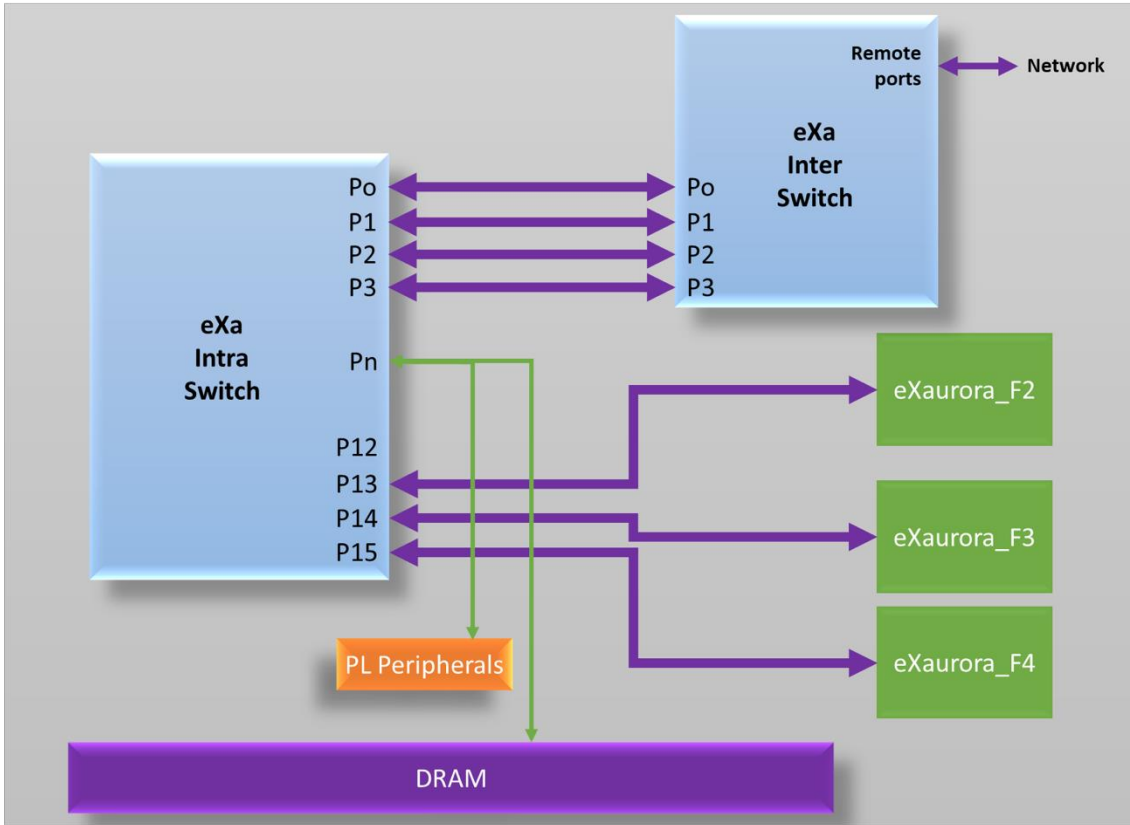 Remote
ports
Network
eXa
Inter
Switch
Po
P1
P2
P3
eXa
Intra
Switch
Po
P1
P2
P3
Pn
P12
P13
P14
P15
eXaurora_F2
eXaurora_F3
eXaurora_F4
PL Peripherals
DRAM